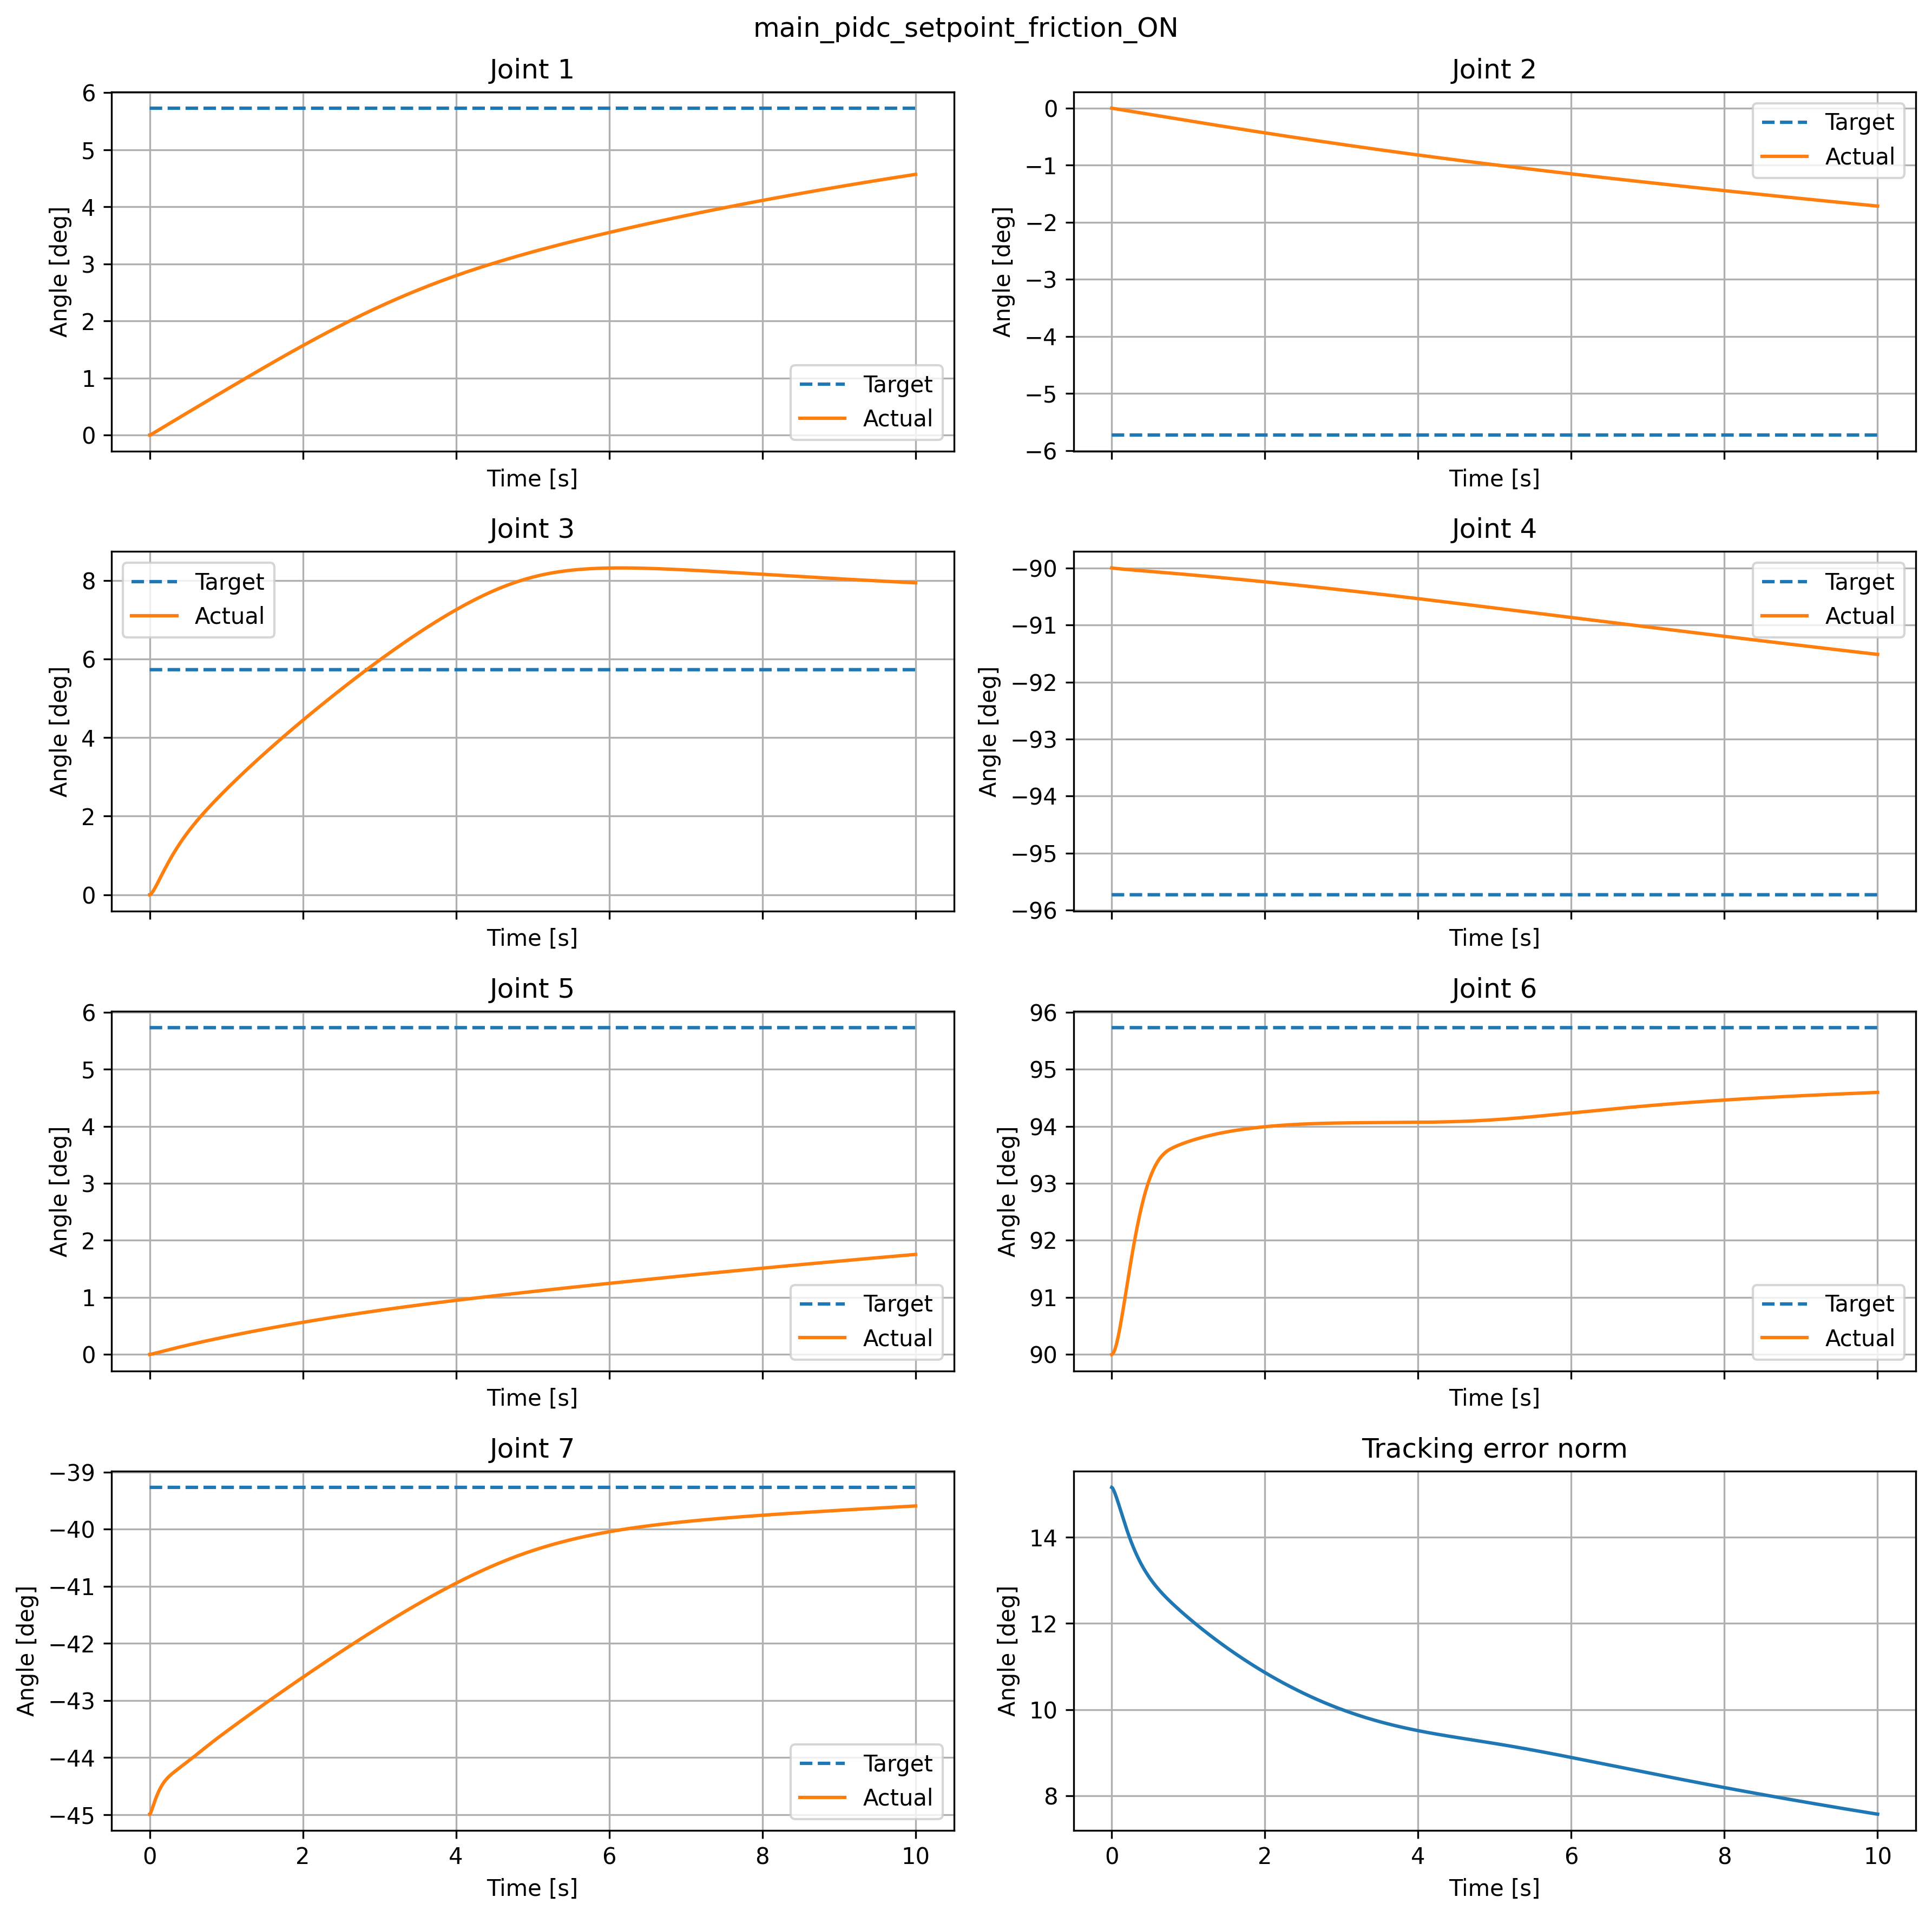 main_pidc_setpoint_friction_ON
Joint 1
6
5
4
3
2
1
0
Angle [deg]
Target
Actual
Time [s]
Joint 2
0
−1
−2
−3
−4
−5
−6
Angle [deg]
Target
Actual
Time [s]
Joint 3
8
6
4
2
0
Angle [deg]
Target
Actual
Time [s]
Joint 4
−90
−91
−92
−93
−94
−95
−96
Angle [deg]
Target
Actual
Time [s]
Joint 5
6
5
4
3
2
1
0
Angle [deg]
Target
Actual
Time [s]
Joint 6
96
95
94
93
92
91
90
Angle [deg]
Target
Actual
Time [s]
Joint 7
−39
−40
−41
−42
−43
−44
−45
Angle [deg]
Target
Actual
0 2 4 6 8 10
Time [s]
Tracking error norm
14
12
10
8
Angle [deg]
0 2 4 6 8 10
Time [s]